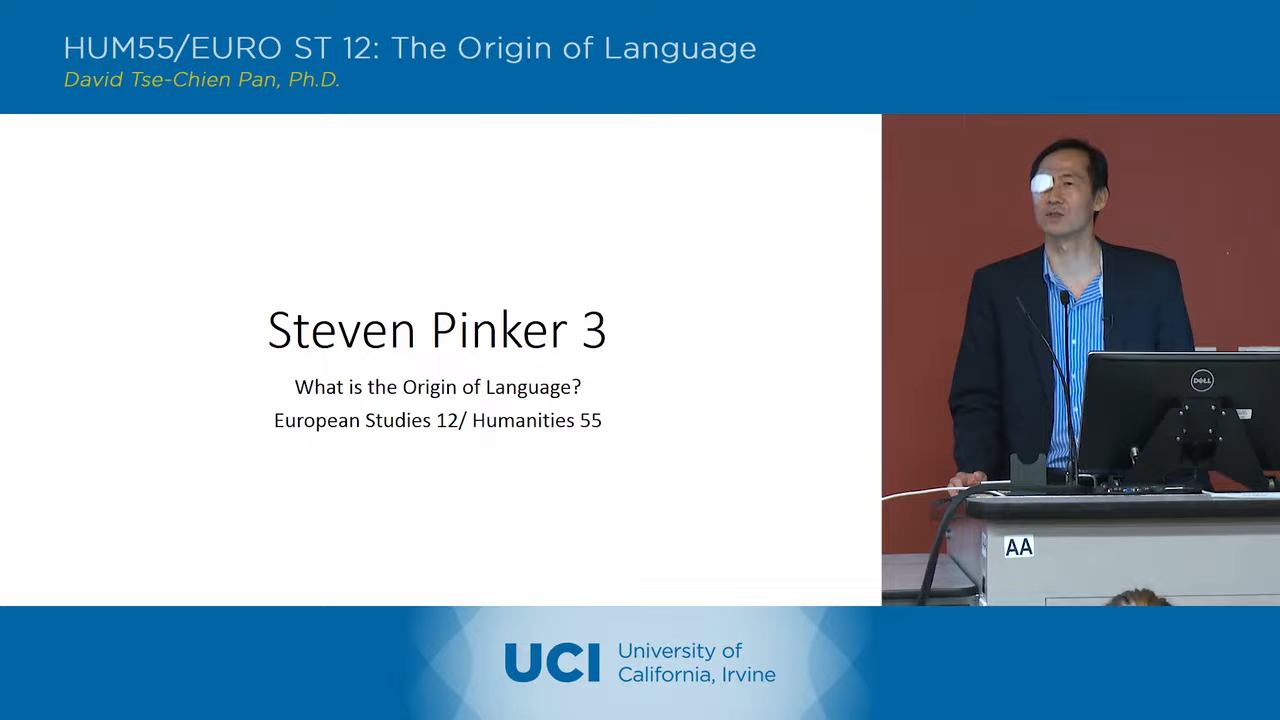 HUM55/EURO ST 12: The Origin of Language
David Tse-Chien Pan, Ph.D.
Steven Pinker 3
What is the Origin of Language?
European Studies 12/ Humanities 55
DELL
AA
UCI University of
California, Irvine